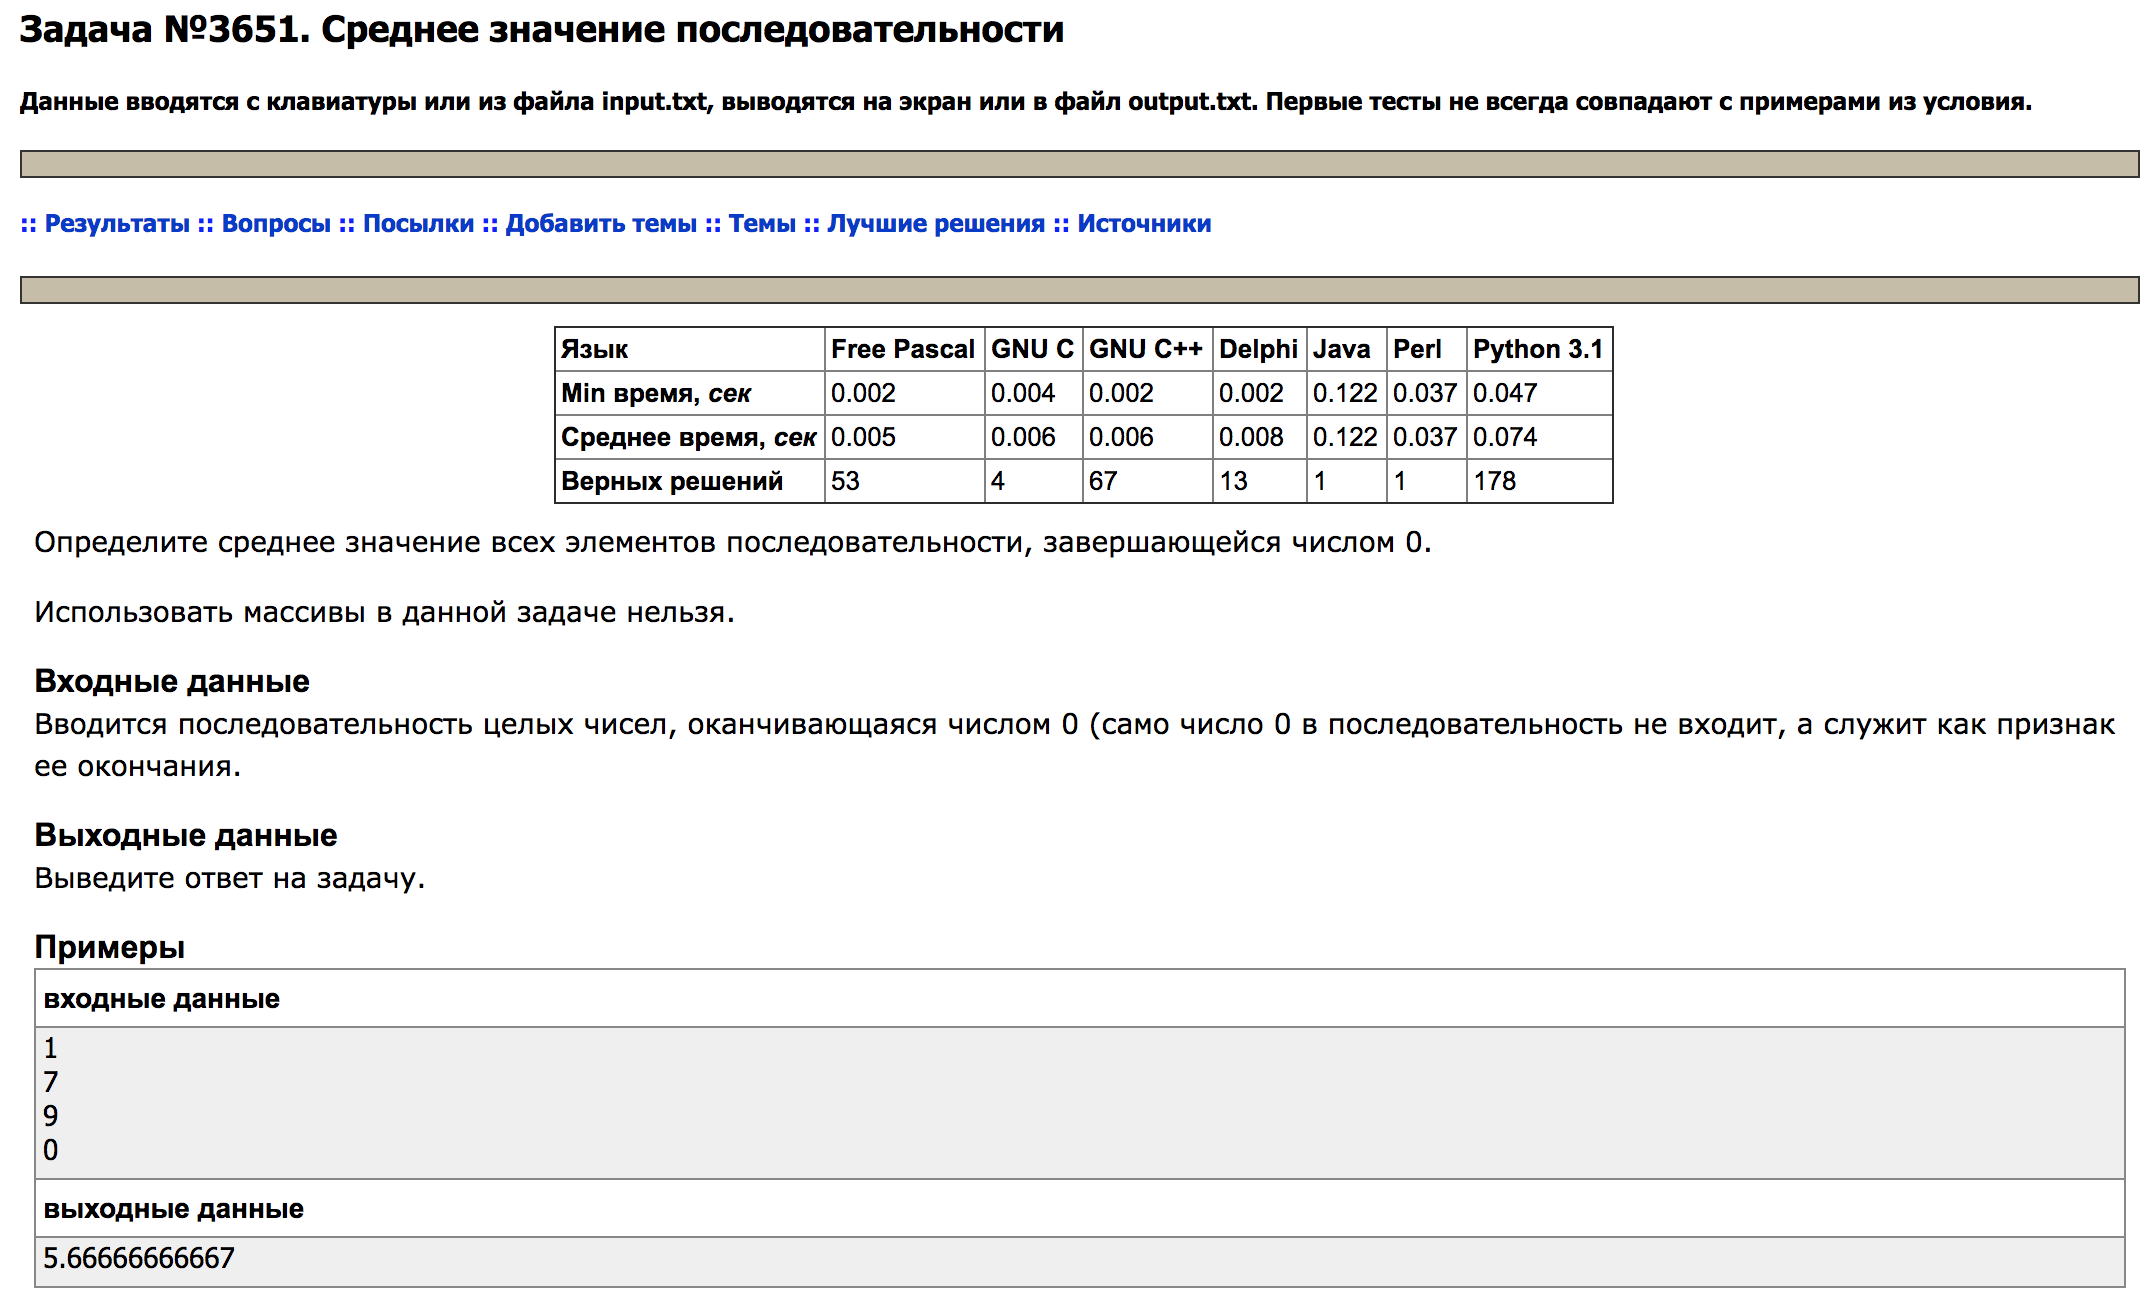 Задача №3651. Среднее значение последовательности
Данные вводятся с клавиатуры или из файла input.txt, выводятся на экран или в файл output.txt. Первые тесты не всегда совпадают с примерами из условия.
:: Результаты :: Вопросы :: Посылки :: Добавить темы :: Темы :: Лучшие решения :: Источники
Язык Free Pascal GNU C GNU C++ Delphi Java Perl Python 3.1
Min время, сек 0.002 0.004 0.002 0.002 0.122 0.037 0.047
Среднее время, сек 0.005 0.006 0.006 0.008 0.122 0.037 0.074
Верных решений 53 4 67 13 1 1 178
Определите среднее значение всех элементов последовательности, завершающейся числом 0.
Использовать массивы в данной задаче нельзя.
Входные данные
Вводится последовательность целых чисел, оканчивающаяся числом 0 (само число 0 в последовательность не входит, а служит как признак
ее окончания.
Выходные данные
Выведите ответ на задачу.
Примеры
входные данные
1
7
9
0
выходные данные
5.66666666667